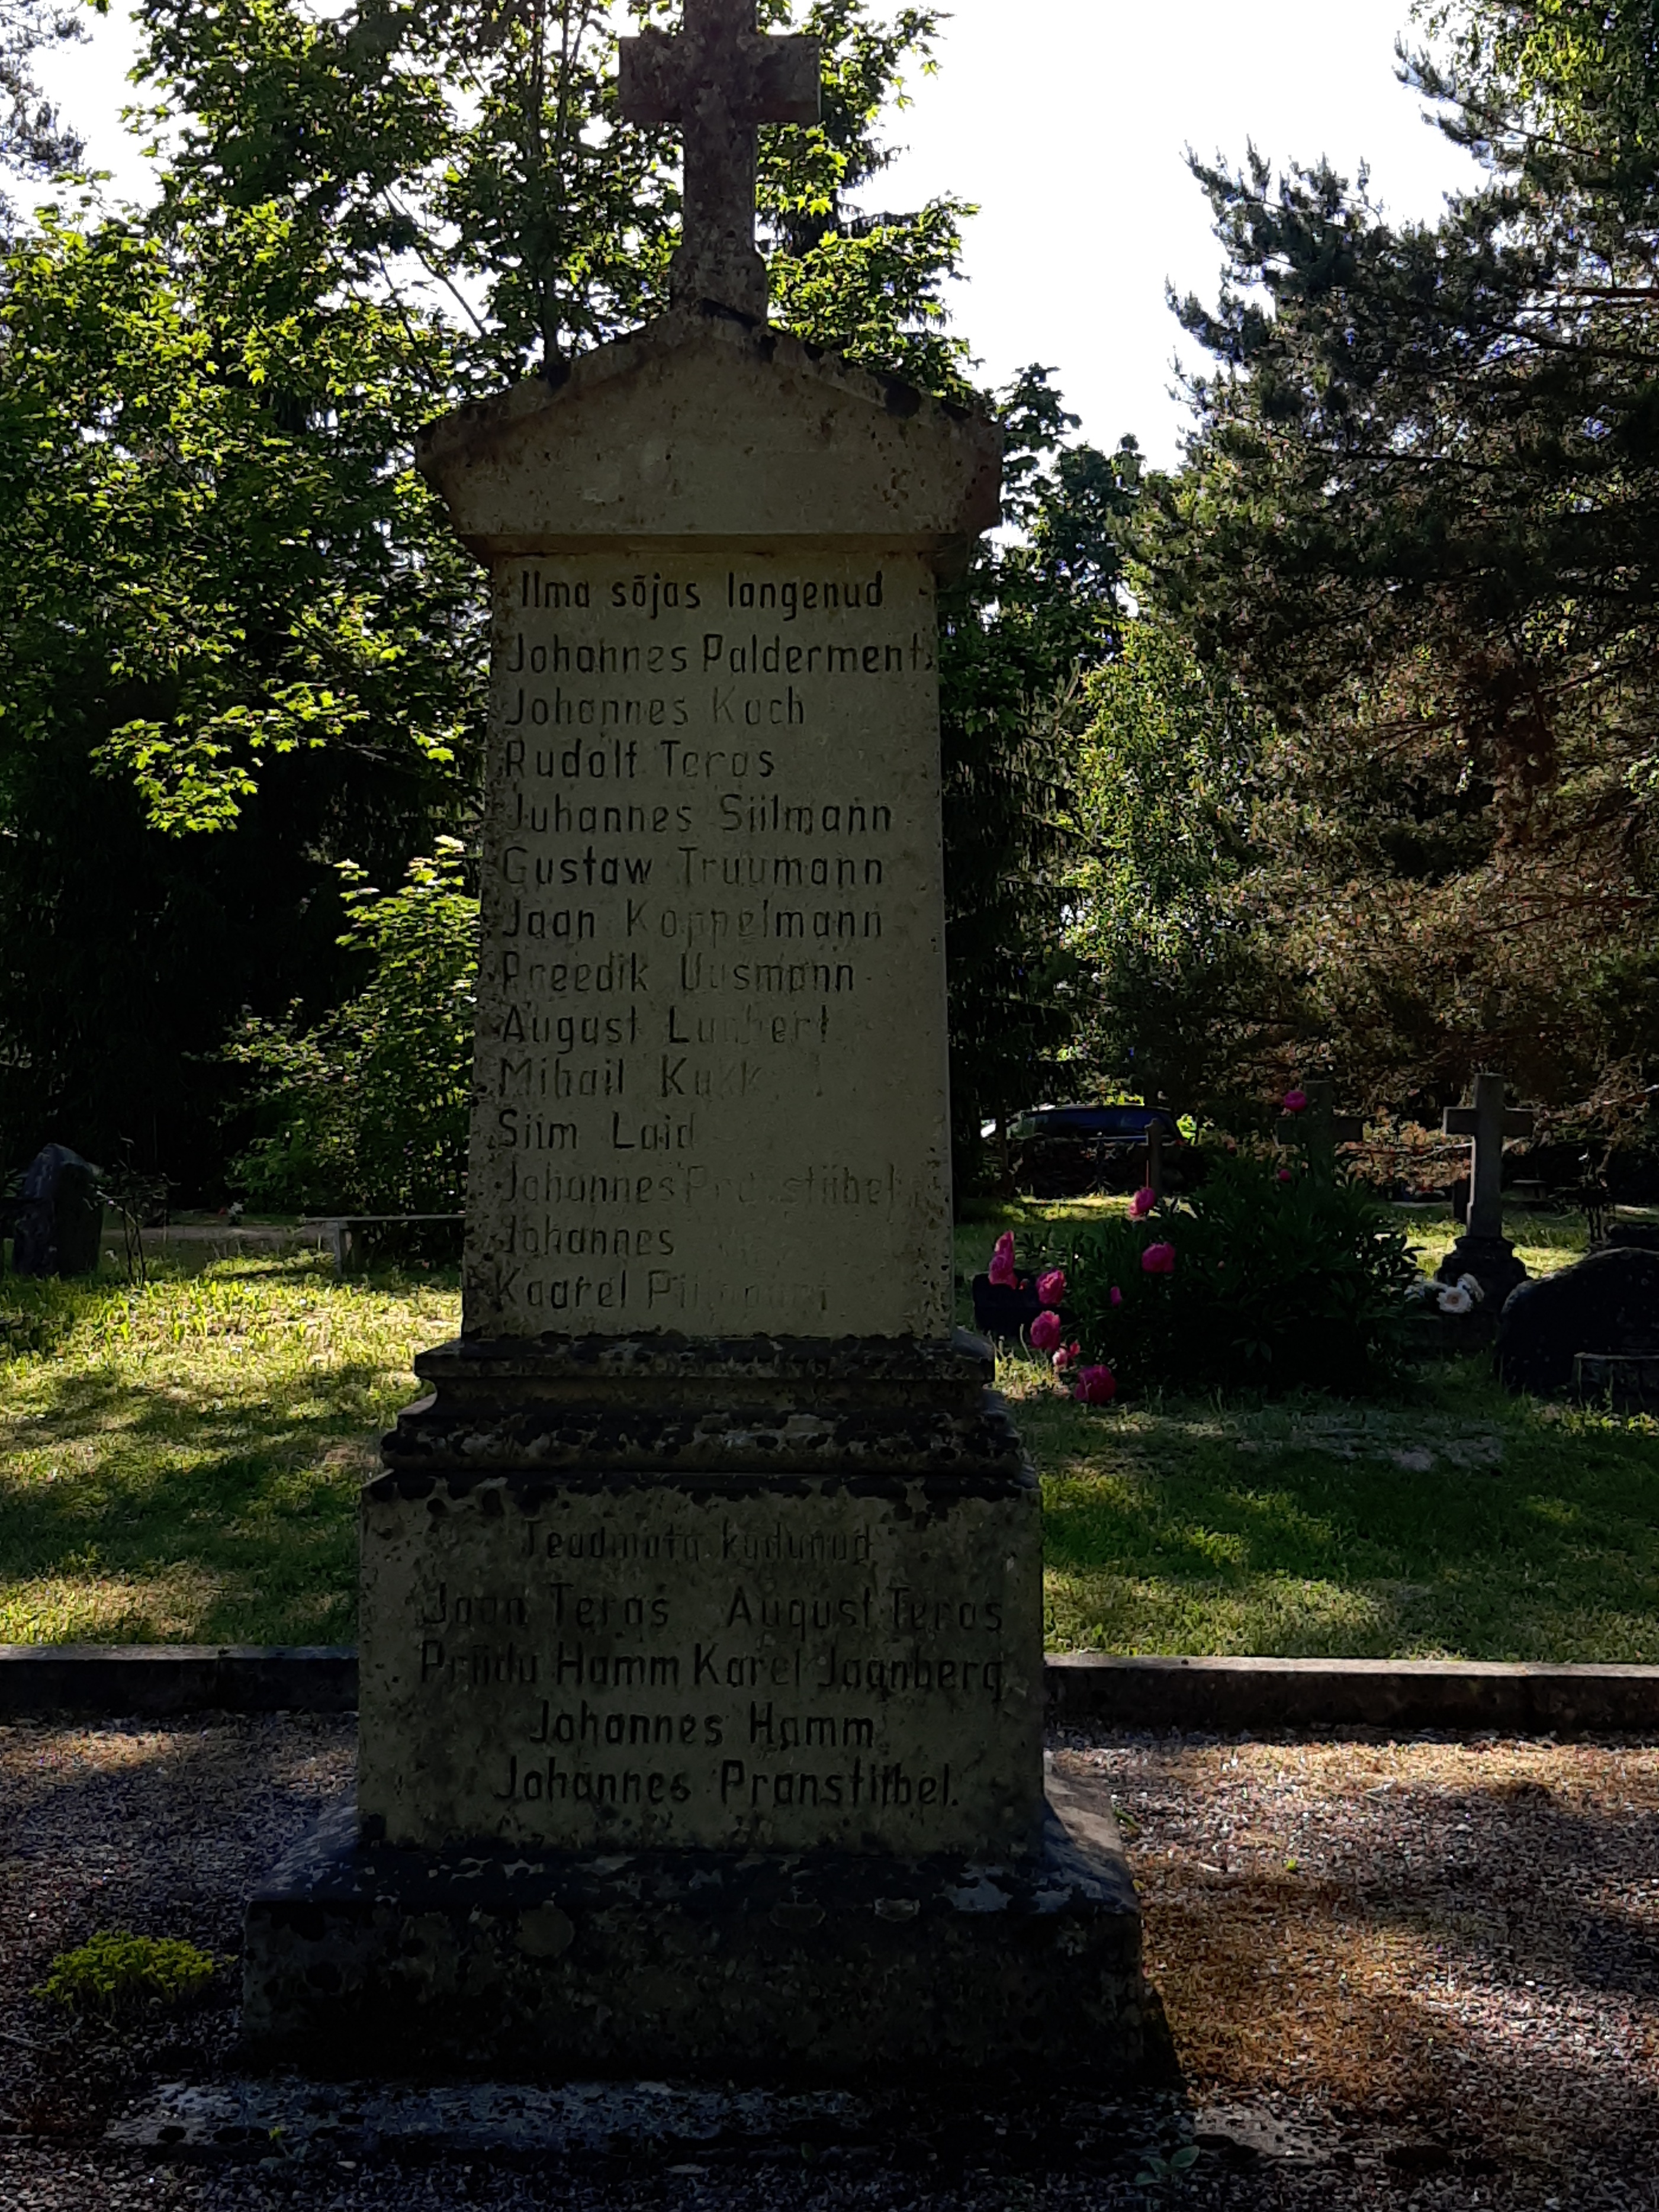 Ilma sõjas langenud
Johannes Palderment
Johannes Koch
Rudolf Teras
Juhannes Siilmann
Gustaw Truumann
Jaan Koppelmann
Preedik Uusmann
August
Mihail
Siim Laid
Johannes
Johannes
Kaarel
Teadmata kadunud
Jaan Teras August Teras
Priidu Hamm Karel Jaanberg
Johannes Hamm
Johannes Pranstiibel.